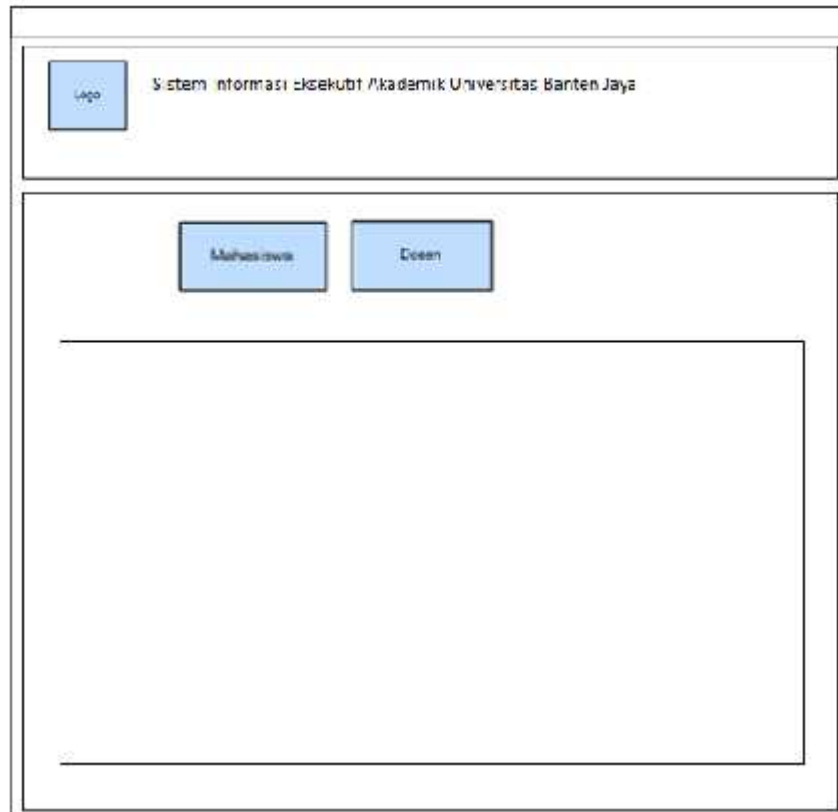 Logo
Sistem Informasi Eksekutif Akademik Universitas Banten Jaya
Mahasiswa
Dosen